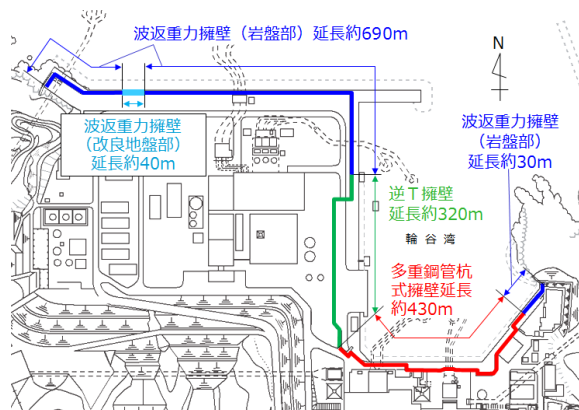 波返重力擁壁（岩盤部）延長約690m
N
波返重力擁壁
（改良地盤部）
延長約40m
波返重力擁壁
（岩盤部）
延長約30m
逆T擁壁
延長約320m
輪谷湾
多重鋼管杭
式擁壁延長
約430m